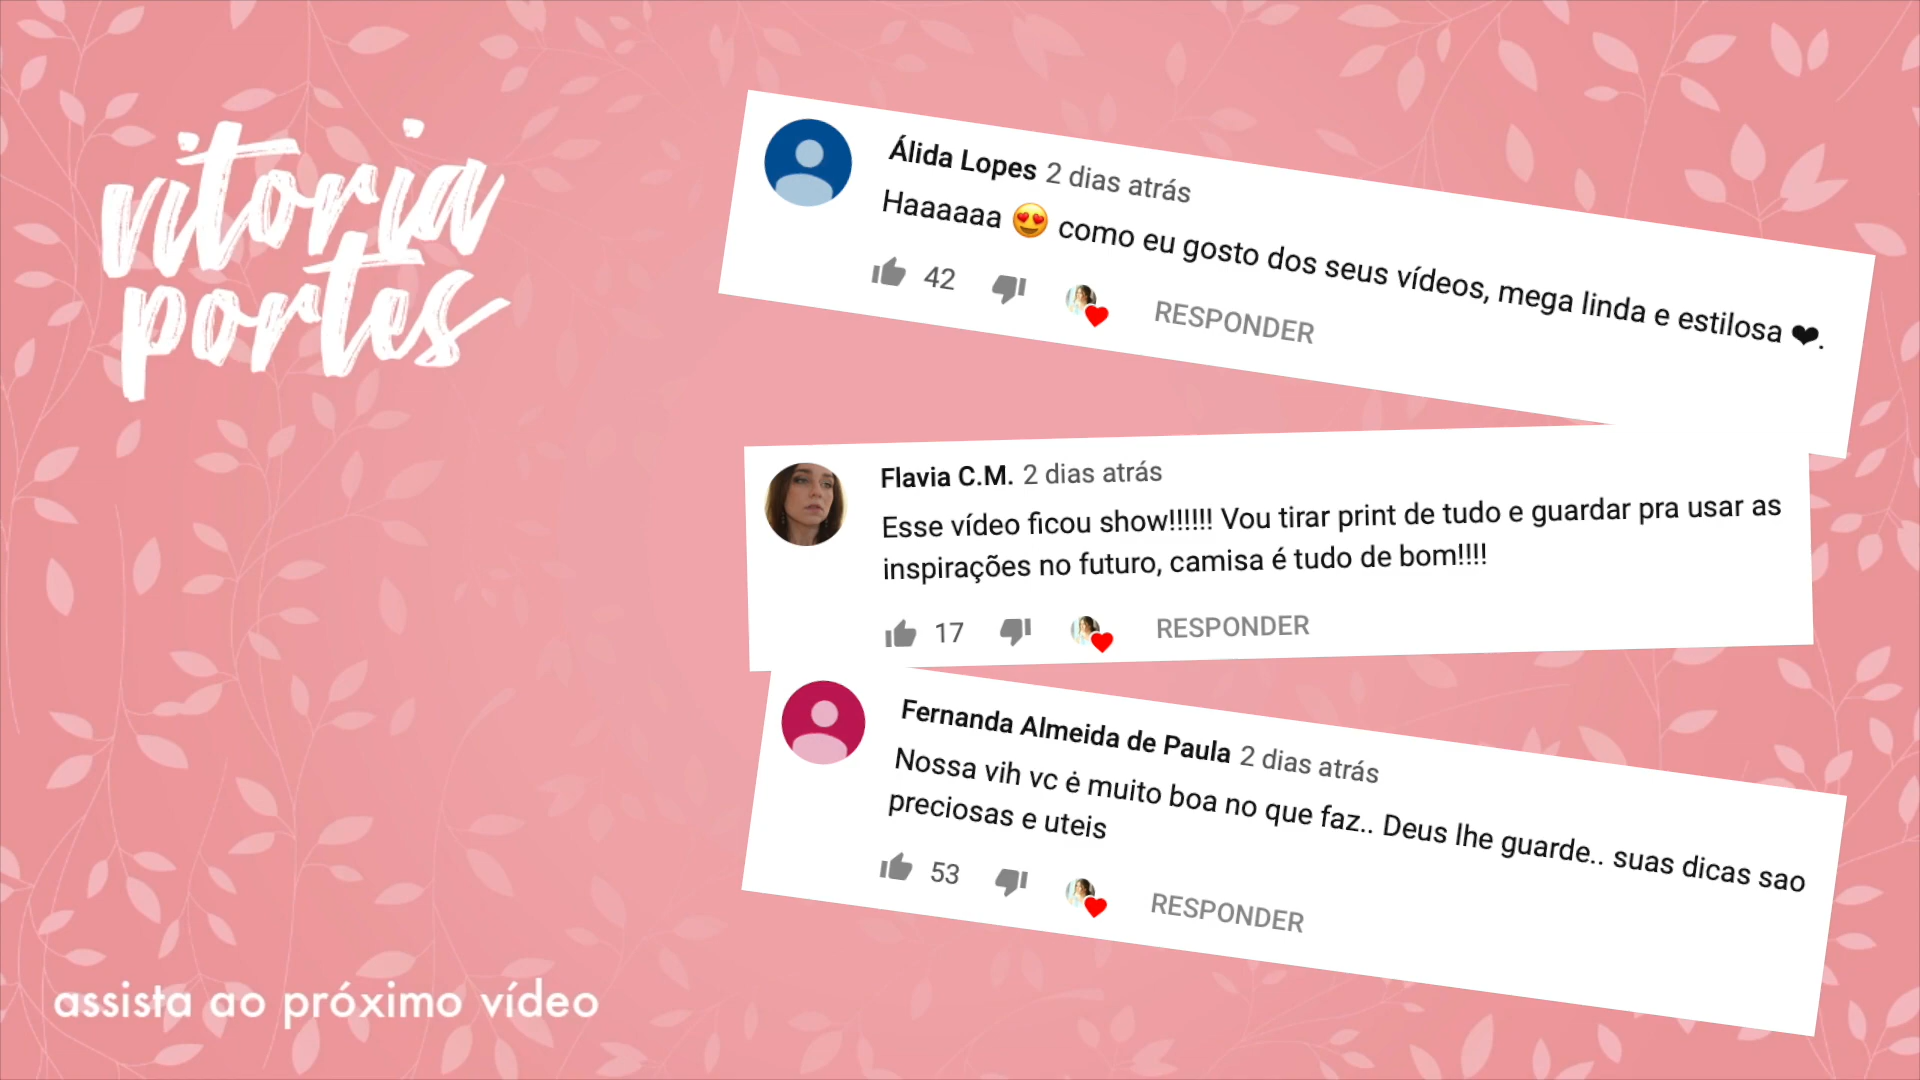 vitoria
portes
Álida Lopes 2 dias atrás
Haaaaaa 😍 como eu gosto dos seus vídeos, mega linda e estilosa ❤.
42 RESPONDER
Flavia C.M. 2 dias atrás
Esse vídeo ficou show!!!!!! Vou tirar print de tudo e guardar pra usar as
inspirações no futuro, camisa é tudo de bom!!!!
17 RESPONDER
Fernanda Almeida de Paula 2 dias atrás
Nossa vih vc ė muito boa no que faz.. Deus lhe guarde.. suas dicas sao
preciosas e uteis
53 RESPONDER
assista ao próximo vídeo